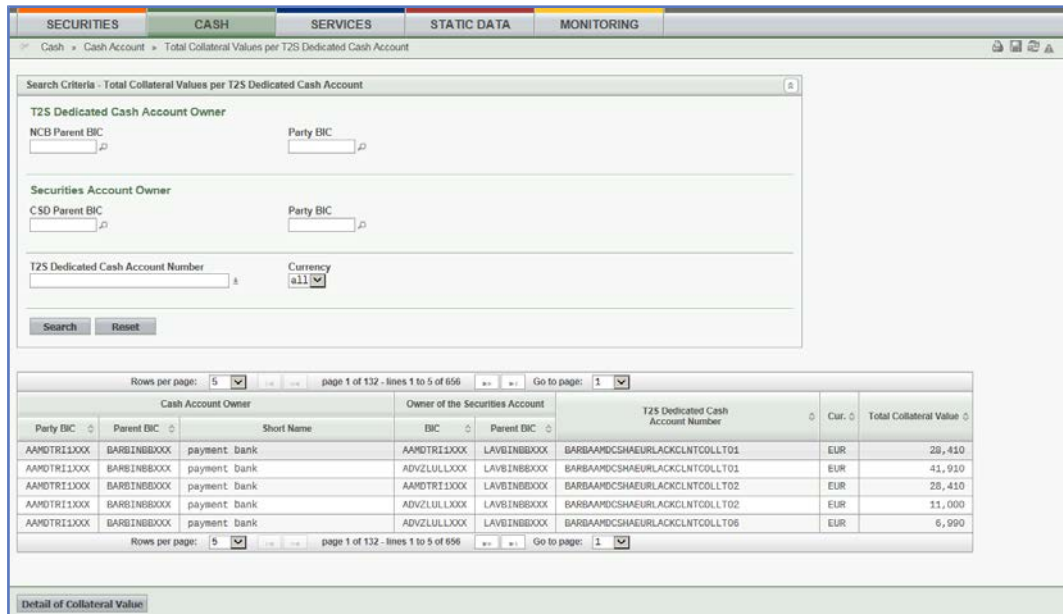 SECURITIES CASH SERVICES STATIC DATA MONITORING
Cash » Cash Account » Total Collateral Values per T2S Dedicated Cash Account
Search Criteria - Total Collateral Values per T2S Dedicated Cash Account
T2S Dedicated Cash Account Owner
NCB Parent BIC Party BIC
Securities Account Owner
CSD Parent BIC Party BIC
T2S Dedicated Cash Account Number Currency
all
Search Reset
Rows per page: 5 page 1 of 132 - lines 1 to 5 of 656 Go to page: 1
Cash Account Owner Owner of the Securities Account T2S Dedicated Cash Account Number Cur. Total Collateral Value
Party BIC Parent BIC Short Name BIC Parent BIC
AAMDTRI1XXX BARBINBBXXX payment bank AAMDTRI1XXX LAVBINBBXXX BARBAAMDCSHAEURLACKCLNTCOLLT01 EUR 28,410
AAMDTRI1XXX BARBINBBXXX payment bank ADVZLULLXXX LAVBINBBXXX BARBAAMDCSHAEURLACKCLNTCOLLT01 EUR 41,910
AAMDTRI1XXX BARBINBBXXX payment bank AAMDTRI1XXX LAVBINBBXXX BARBAAMDCSHAEURLACKCLNTCOLLT02 EUR 28,410
AAMDTRI1XXX BARBINBBXXX payment bank ADVZLULLXXX LAVBINBBXXX BARBAAMDCSHAEURLACKCLNTCOLLT02 EUR 11,000
AAMDTRI1XXX BARBINBBXXX payment bank ADVZLULLXXX LAVBINBBXXX BARBAAMDCSHAEURLACKCLNTCOLLT06 EUR 6,990
Rows per page: 5 page 1 of 132 - lines 1 to 5 of 656 Go to page: 1
Detail of Collateral Value